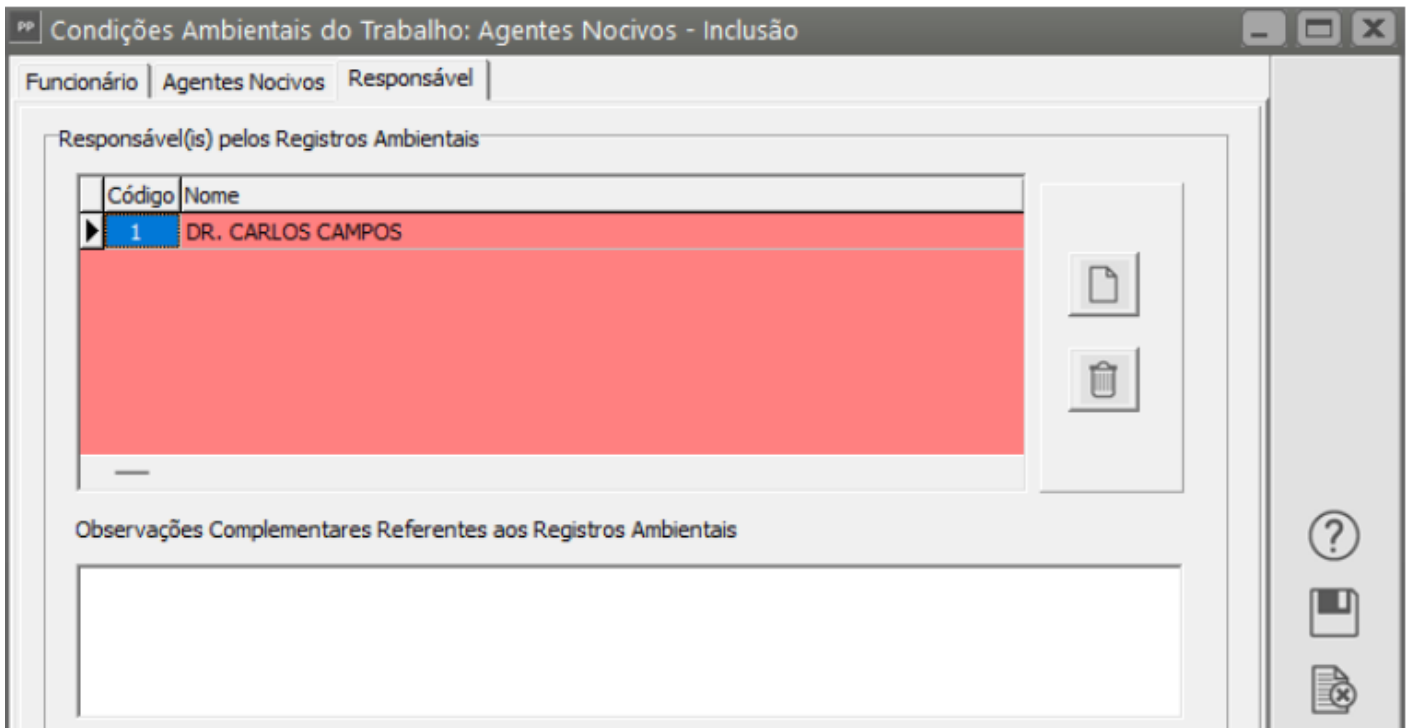 PP Condições Ambientais do Trabalho: Agentes Nocivos - Inclusão
Funcionário Agentes Nocivos Responsável
Responsável(is) pelos Registros Ambientais
Código Nome
1 DR. CARLOS CAMPOS
Observações Complementares Referentes aos Registros Ambientais